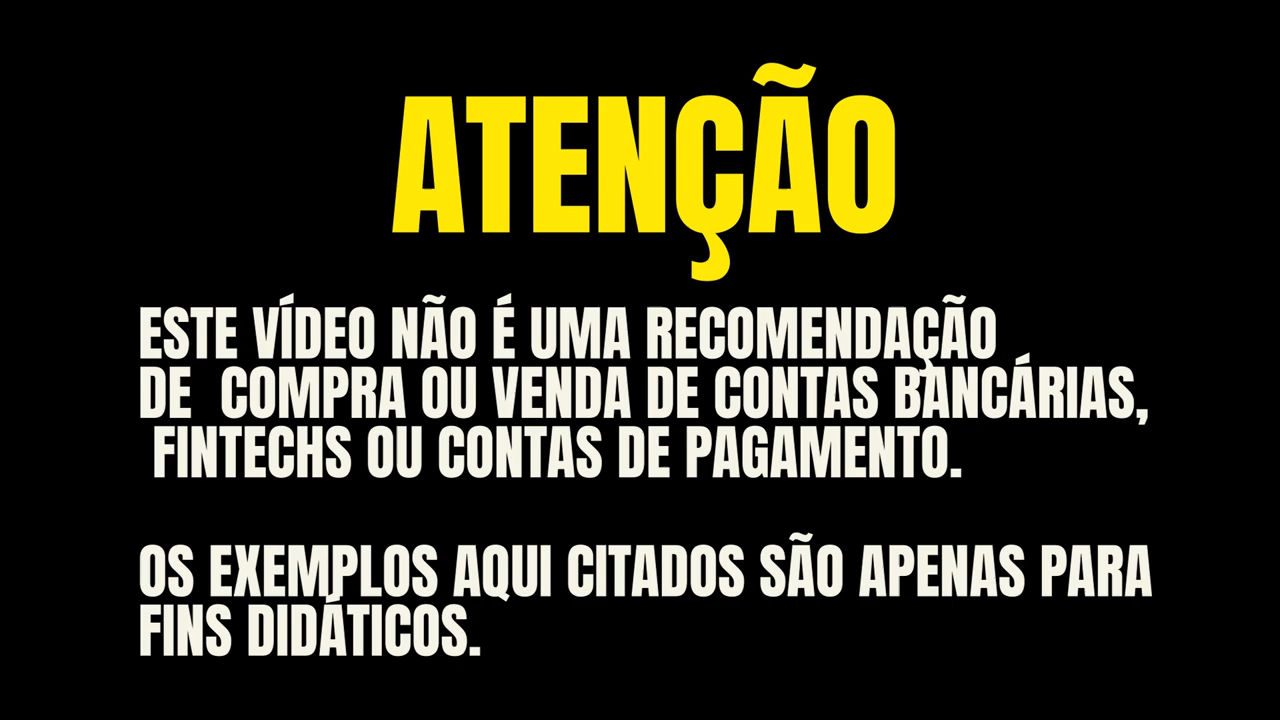 ATENÇÃO
ESTE VÍDEO NÃO É UMA RECOMENDAÇÃO
DE COMPRA OU VENDA DE CONTAS BANCÁRIAS,
FINTECHS OU CONTAS DE PAGAMENTO.
OS EXEMPLOS AQUI CITADOS SÃO APENAS PARA
FINS DIDÁTICOS.